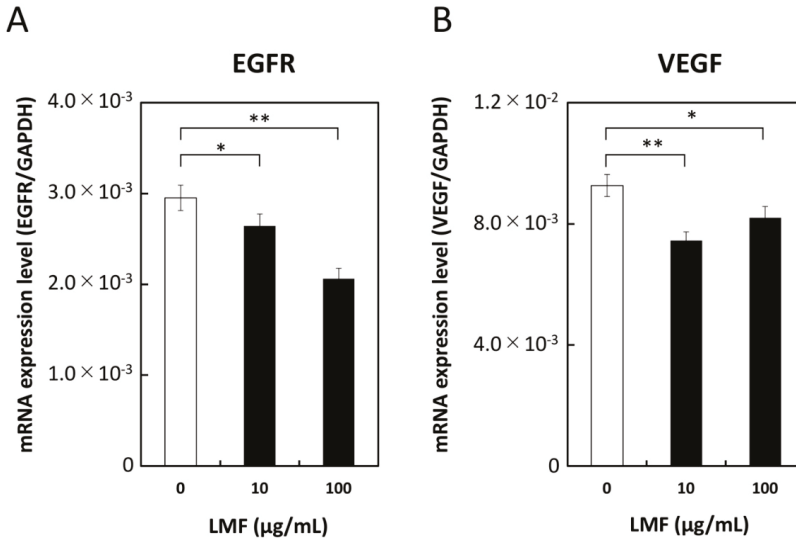 A
EGFR
mRNA expression level (EGFR/GAPDH)
4.0×10⁻³
3.0×10⁻³
2.0×10⁻³
1.0×10⁻³
0
**
*
0 10 100
LMF (µg/mL)
B
VEGF
mRNA expression level (VEGF/GAPDH)
1.2×10⁻²
8.0×10⁻³
4.0×10⁻³
0
*
**
0 10 100
LMF (µg/mL)